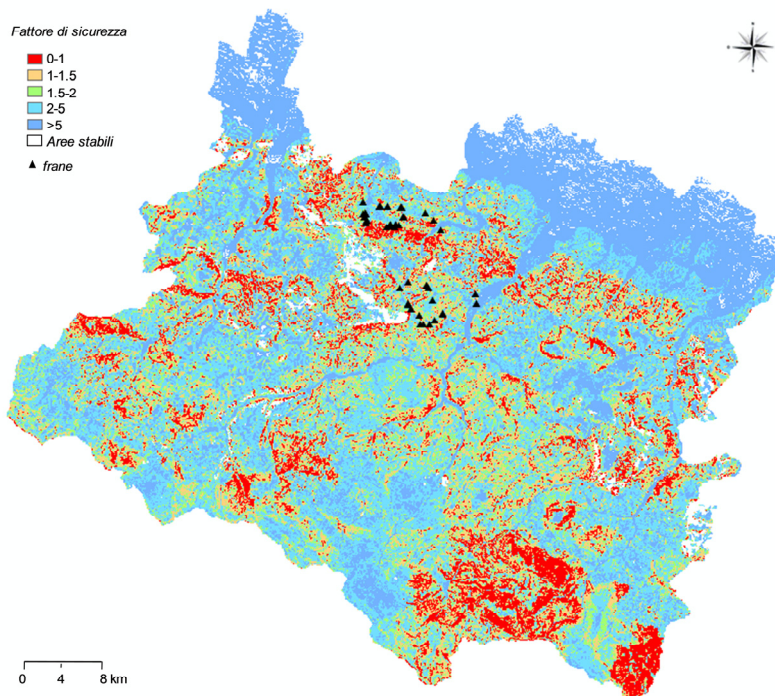 Fattore di sicurezza
0-1
1-1.5
1.5-2
2-5
>5
Aree stabili
frane
0 4 8 km